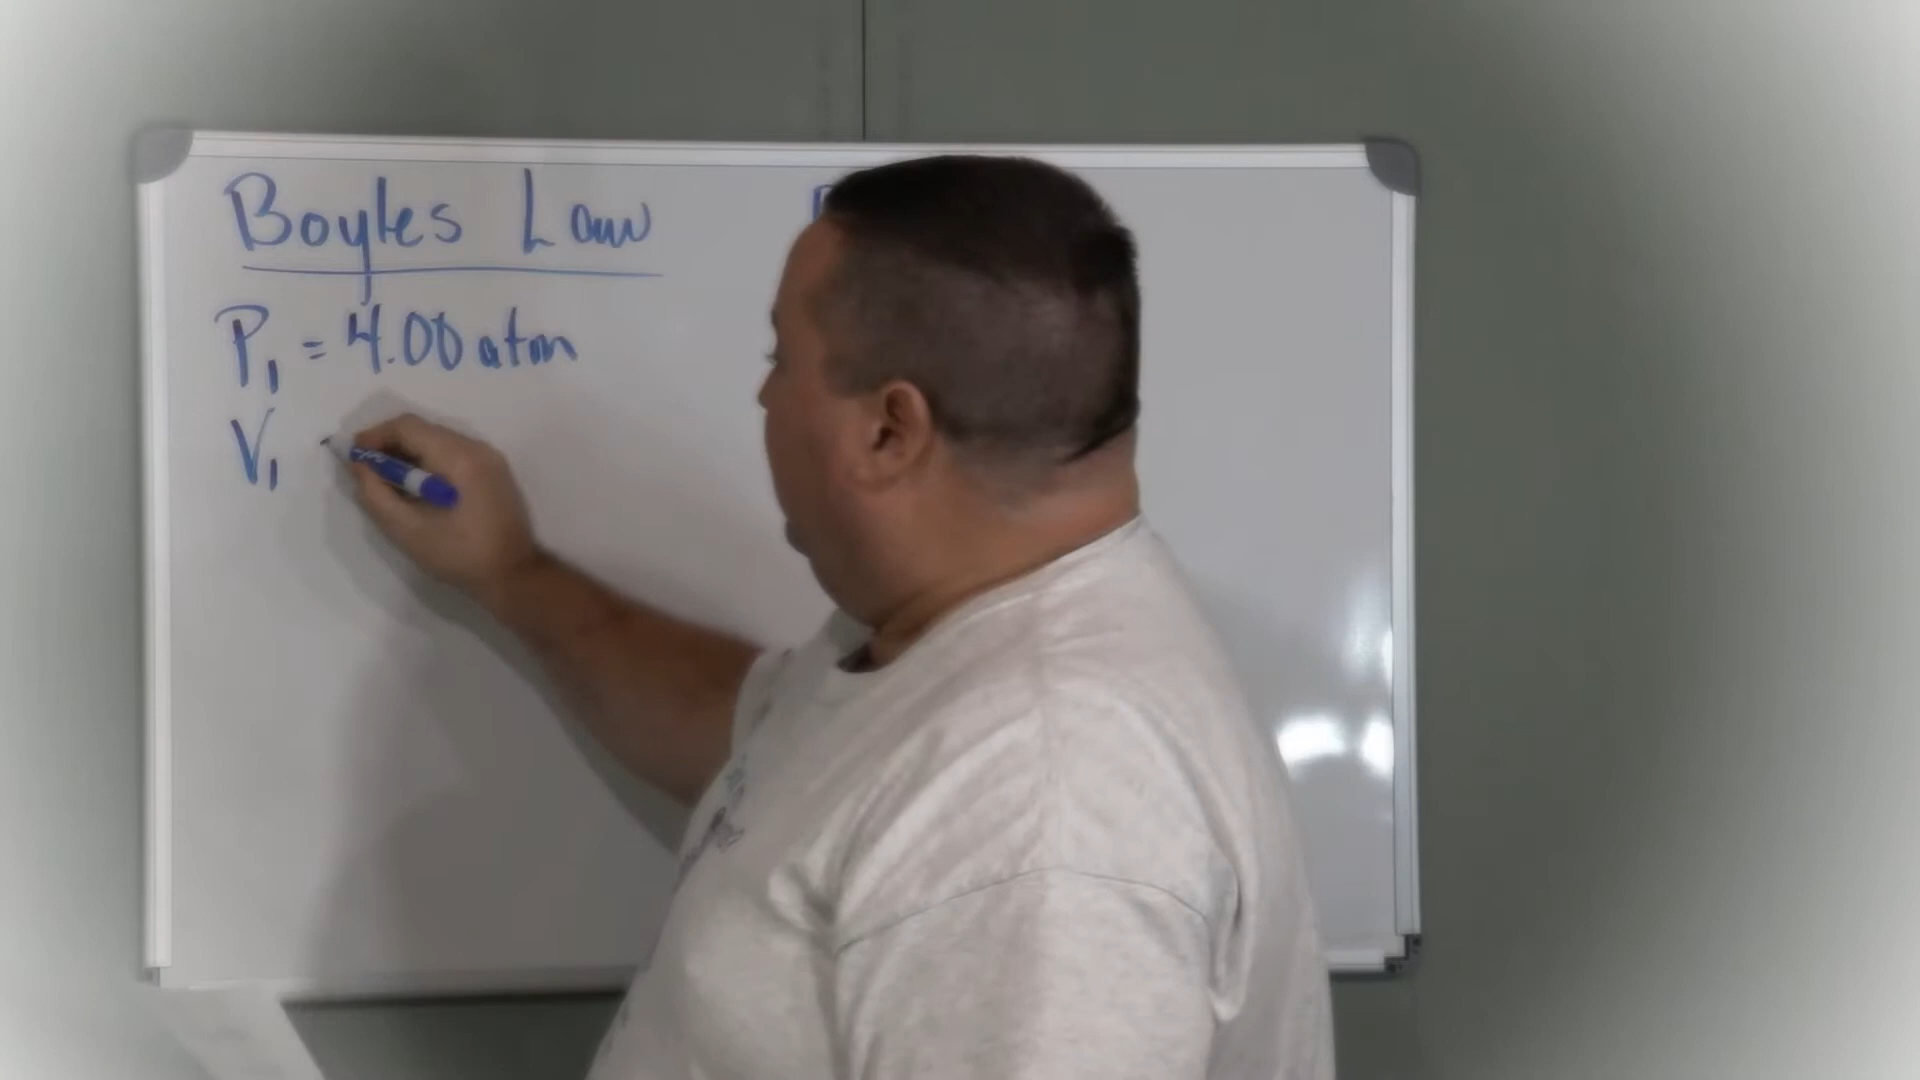 Boyles Law
P₁ = 4.00 atm
V₁